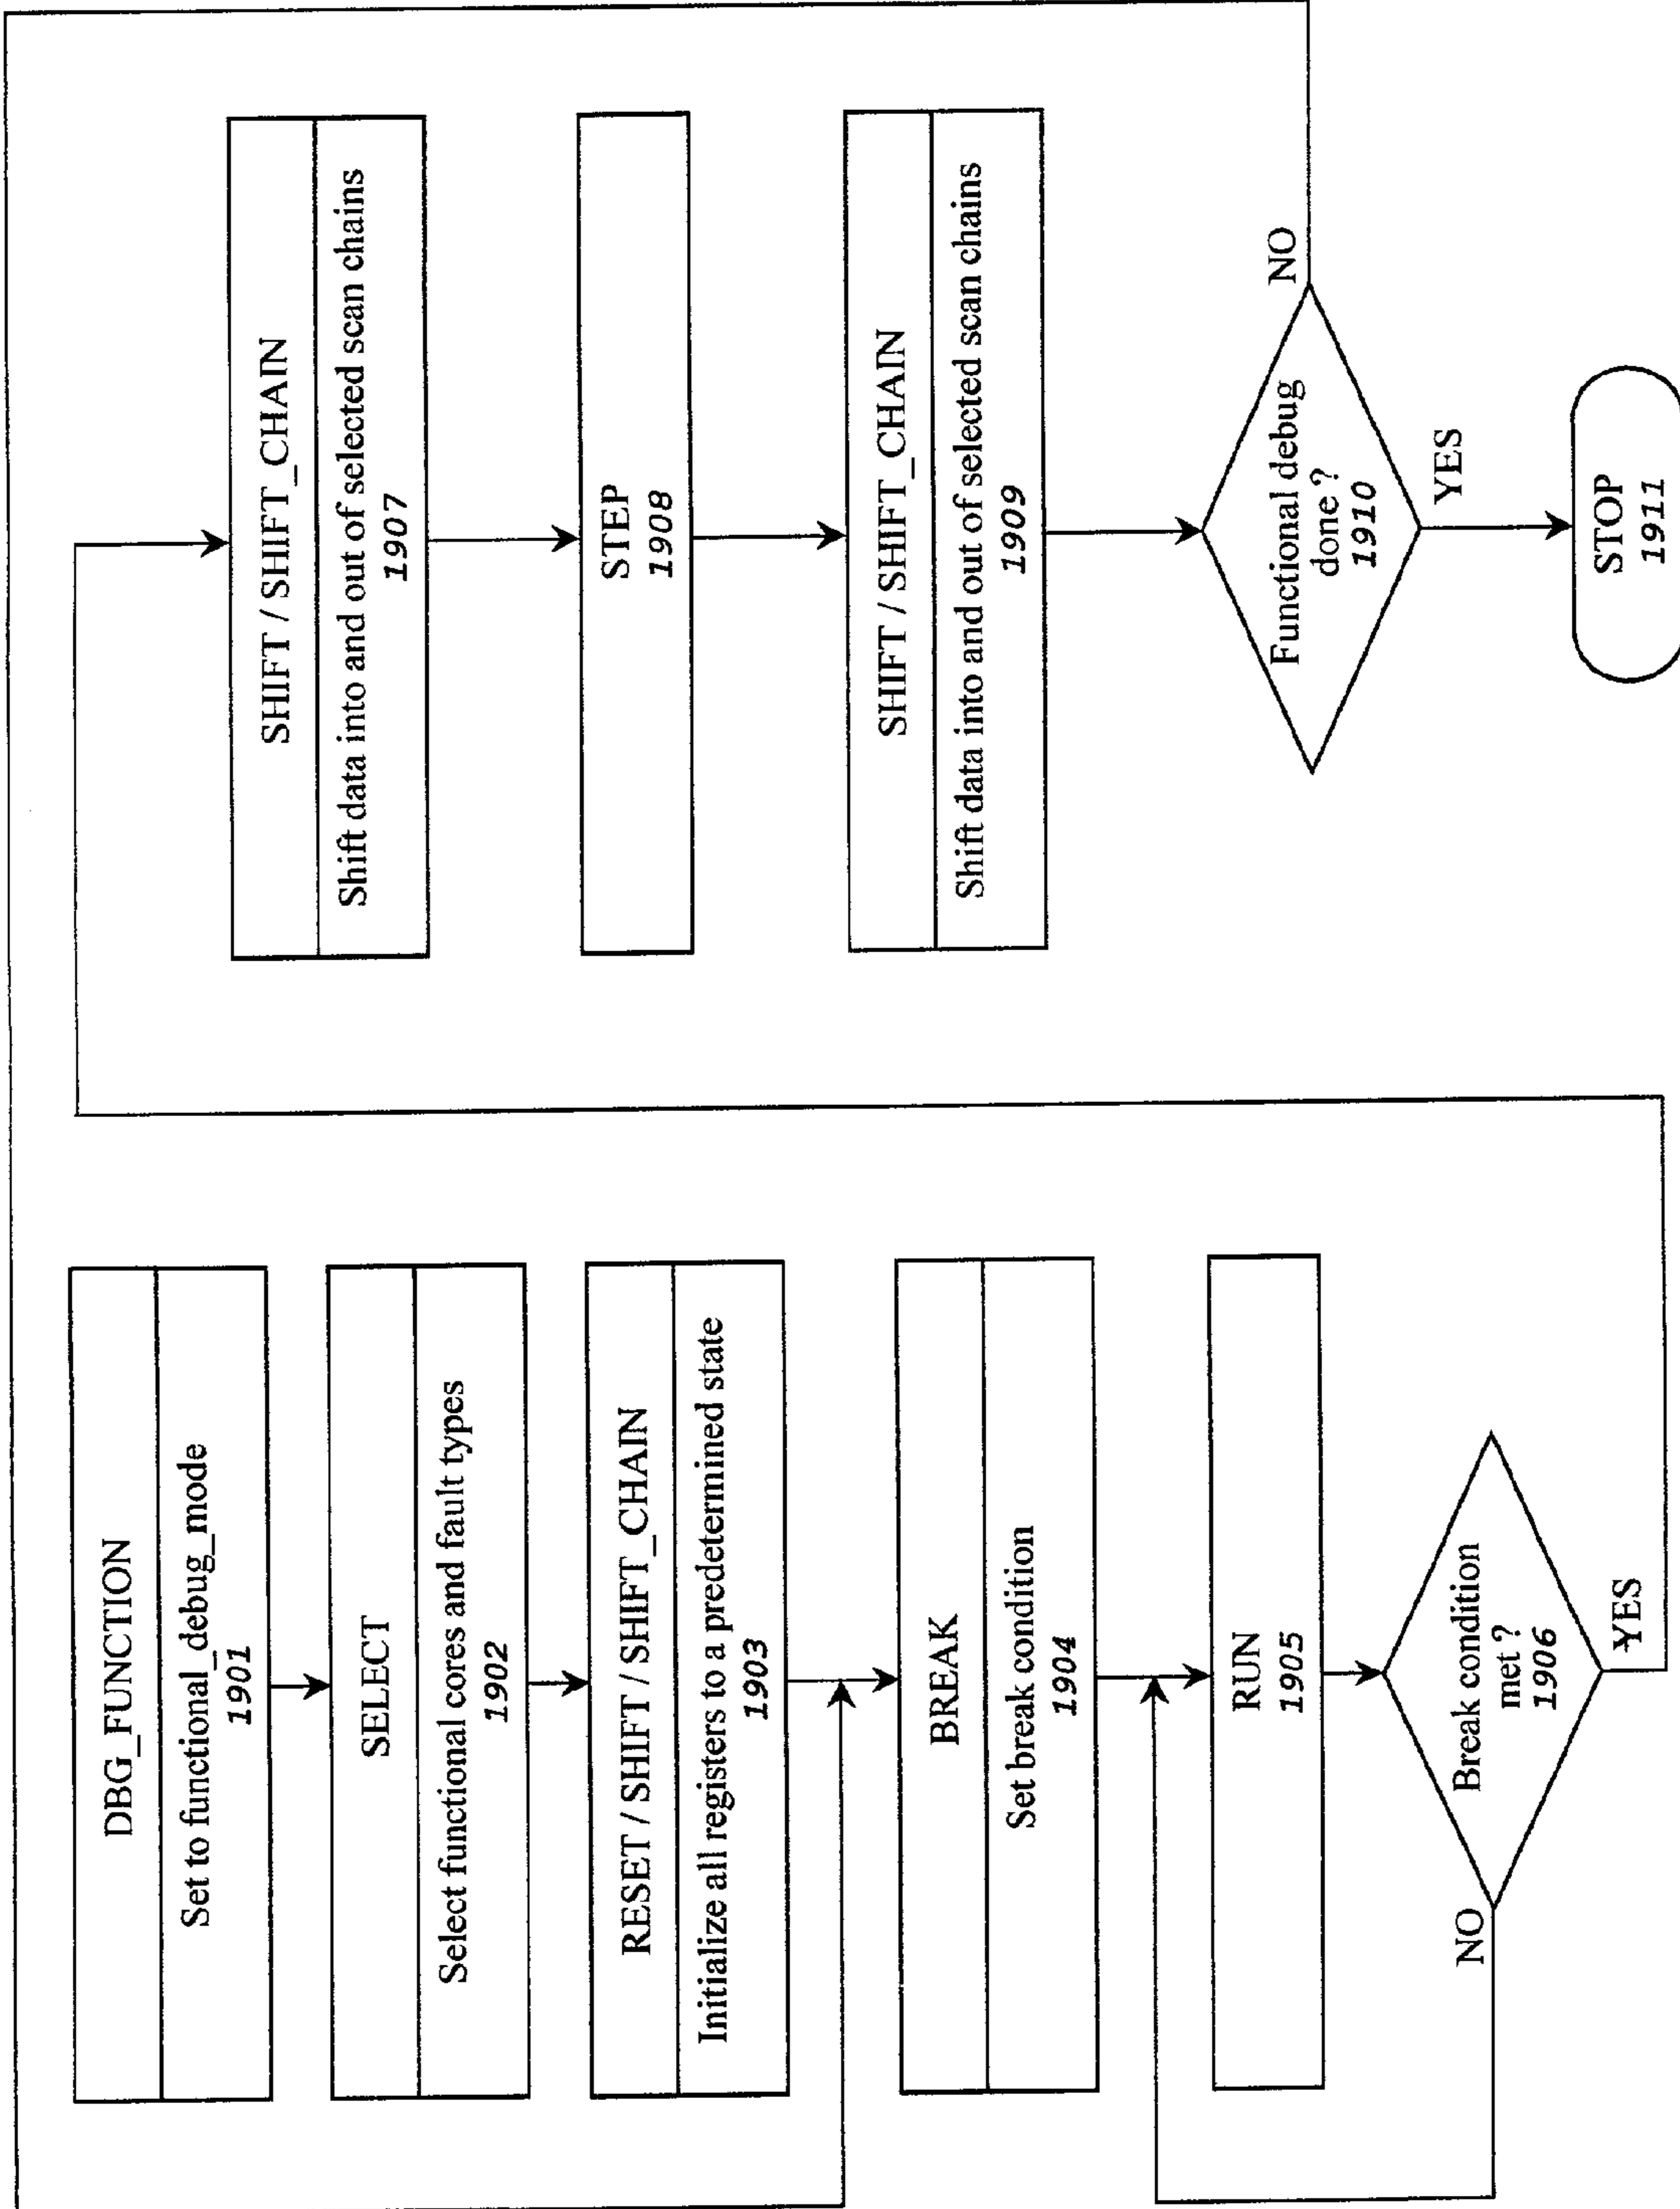 DBG_FUNCTION
Set to functional_debug_mode
1901
SELECT
Select functional cores and fault types
1902
RESET / SHIFT / SHIFT_CHAIN
Initialize all registers to a predetermined state
1903
BREAK
Set break condition
1904
RUN
1905
Break condition
met ?
1906
NO
YES
SHIFT / SHIFT_CHAIN
Shift data into and out of selected scan chains
1907
STEP
1908
SHIFT / SHIFT_CHAIN
Shift data into and out of selected scan chains
1909
Functional debug
done ?
1910
NO
YES
STOP
1911